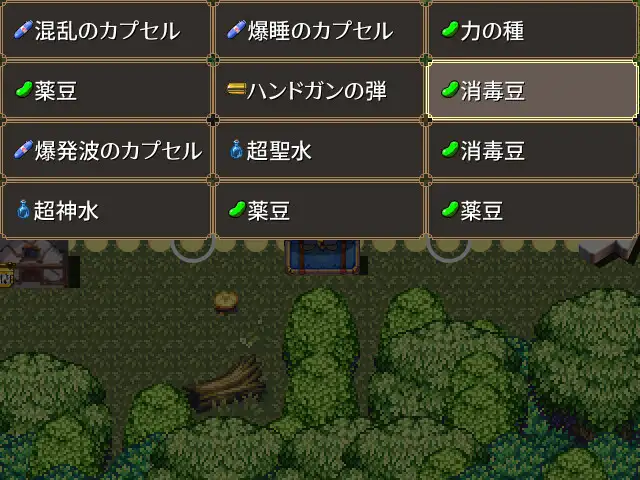 混乱のカプセル
爆睡のカプセル
力の種
薬豆
ハンドガンの弾
消毒豆
爆発波のカプセル
超聖水
消毒豆
超神水
薬豆
薬豆